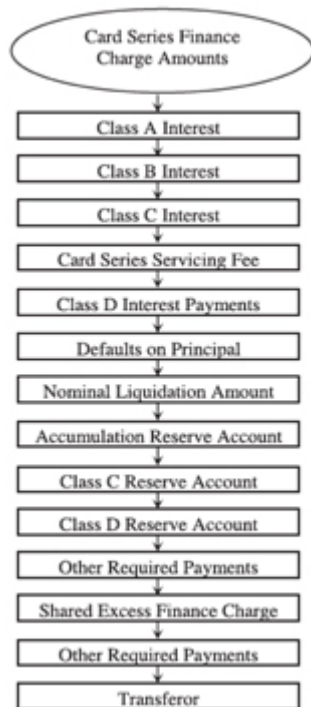 Card Series Finance
Charge Amounts
Class A Interest
Class B Interest
Class C Interest
Card Series Servicing Fee
Class D Interest Payments
Defaults on Principal
Nominal Liquidation Amount
Accumulation Reserve Account
Class C Reserve Account
Class D Reserve Account
Other Required Payments
Shared Excess Finance Charge
Other Required Payments
Transferor